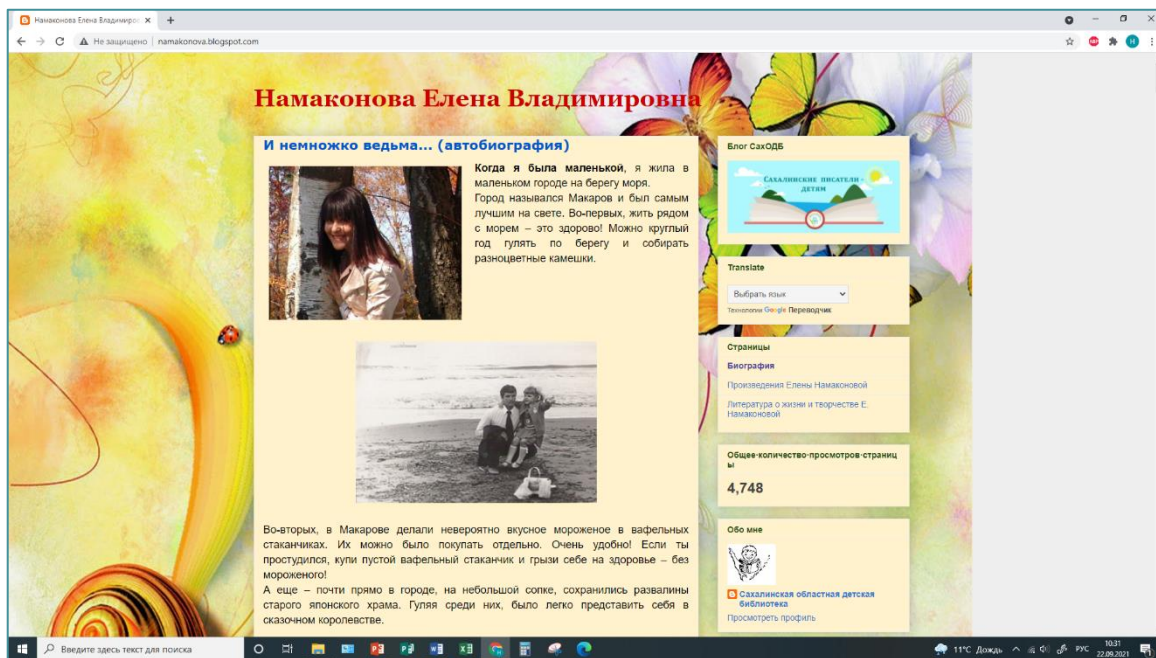 Намаконова Елена Владимирос
Не защищено
namakonova.blogspot.com
Намаконова Елена Владимировна
И немножко ведьма... (автобиография)
Когда я была маленькой, я жила в
маленьком городе на берегу моря.
Город назывался Макаров и был самым
лучшим на свете. Во-первых, жить рядом
с морем – это здорово! Можно круглый
год гулять по берегу и собирать
разноцветные камешки.
Во-вторых, в Макарове делали невероятно вкусное мороженое в вафельных
стаканчиках. Их можно было покупать отдельно. Очень удобно! Если ты
простудился, купи пустой вафельный стаканчик и грызи себе на здоровье – без
мороженого!
А еще – почти прямо в городе, на небольшой сопке, сохранились развалины
старого японского храма. Гуляя среди них, было легко представить себя в
сказочном королевстве.
Блог СахОДБ
Сахалинские писатели -
детям
Translate
Выбрать язык
Технологии Google Переводчик
Страницы
Биография
Произведения Елены Намаконовой
Литература о жизни и творчестве Е.
Намаконовой
Общее·количество·просмотров·страниц
ы
4,748
Обо мне
Сахалинская областная детская
библиотека
Просмотреть профиль
Введите здесь текст для поиска
11°C Дождь
РУС
10:31
22.09.2021